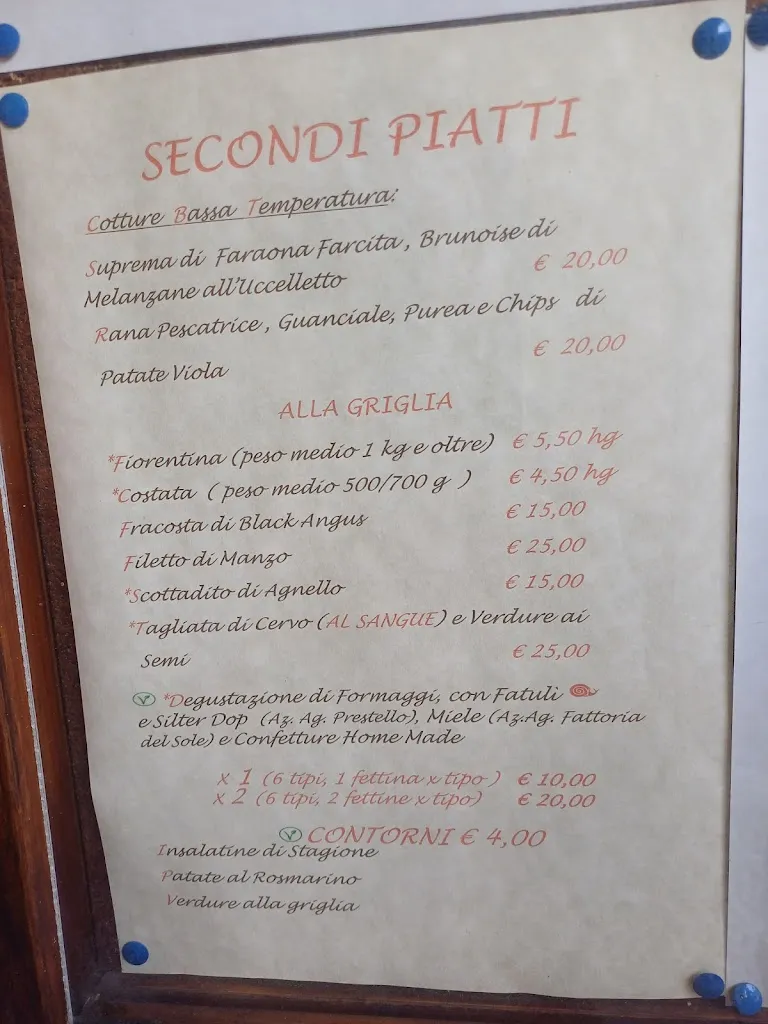 SECONDI PIATTI
Cotture Bassa Temperatura:
Suprema di Faraona Farcita, Brunoise di
Melanzane all'Uccelletto € 20,00
Rana Pescatrice, Guanciale, Purea e Chips di
Patate Viola € 20,00
ALLA GRIGLIA
*Fiorentina (peso medio 1 kg e oltre) € 5,50 hg
*Costata ( peso medio 500/700 g ) € 4,50 hg
Fracosta di Black Angus € 15,00
Filetto di Manzo € 25,00
*Scottadito di Agnello € 15,00
*Tagliata di Cervo (AL SANGUE) e Verdure ai
Semi € 25,00
*Degustazione di Formaggi, con Fatulì
e Silter Dop (Az. Ag. Prestello), Miele (Az.Ag. Fattoria
del Sole) e Confetture Home Made
x 1 (6 tipi, 1 fettina x tipo ) € 10,00
x 2 (6 tipi, 2 fettine x tipo) € 20,00
CONTORNI € 4,00
Insalatine di Stagione
Patate al Rosmarino
Verdure alla griglia